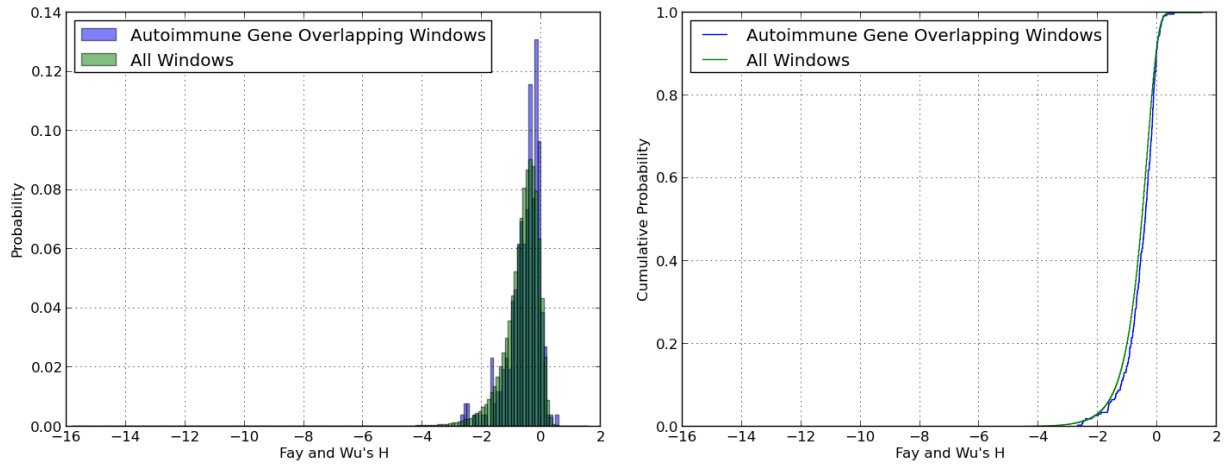 0.14
0.12
0.10
0.08
0.06
0.04
0.02
0.00
Probability
Autoimmune Gene Overlapping Windows
All Windows
−16 −14 −12 −10 −8 −6 −4 −2 0 2
Fay and Wu's H
1.0
0.8
0.6
0.4
0.2
0.0
Cumulative Probability
Autoimmune Gene Overlapping Windows
All Windows
−16 −14 −12 −10 −8 −6 −4 −2 0 2
Fay and Wu's H